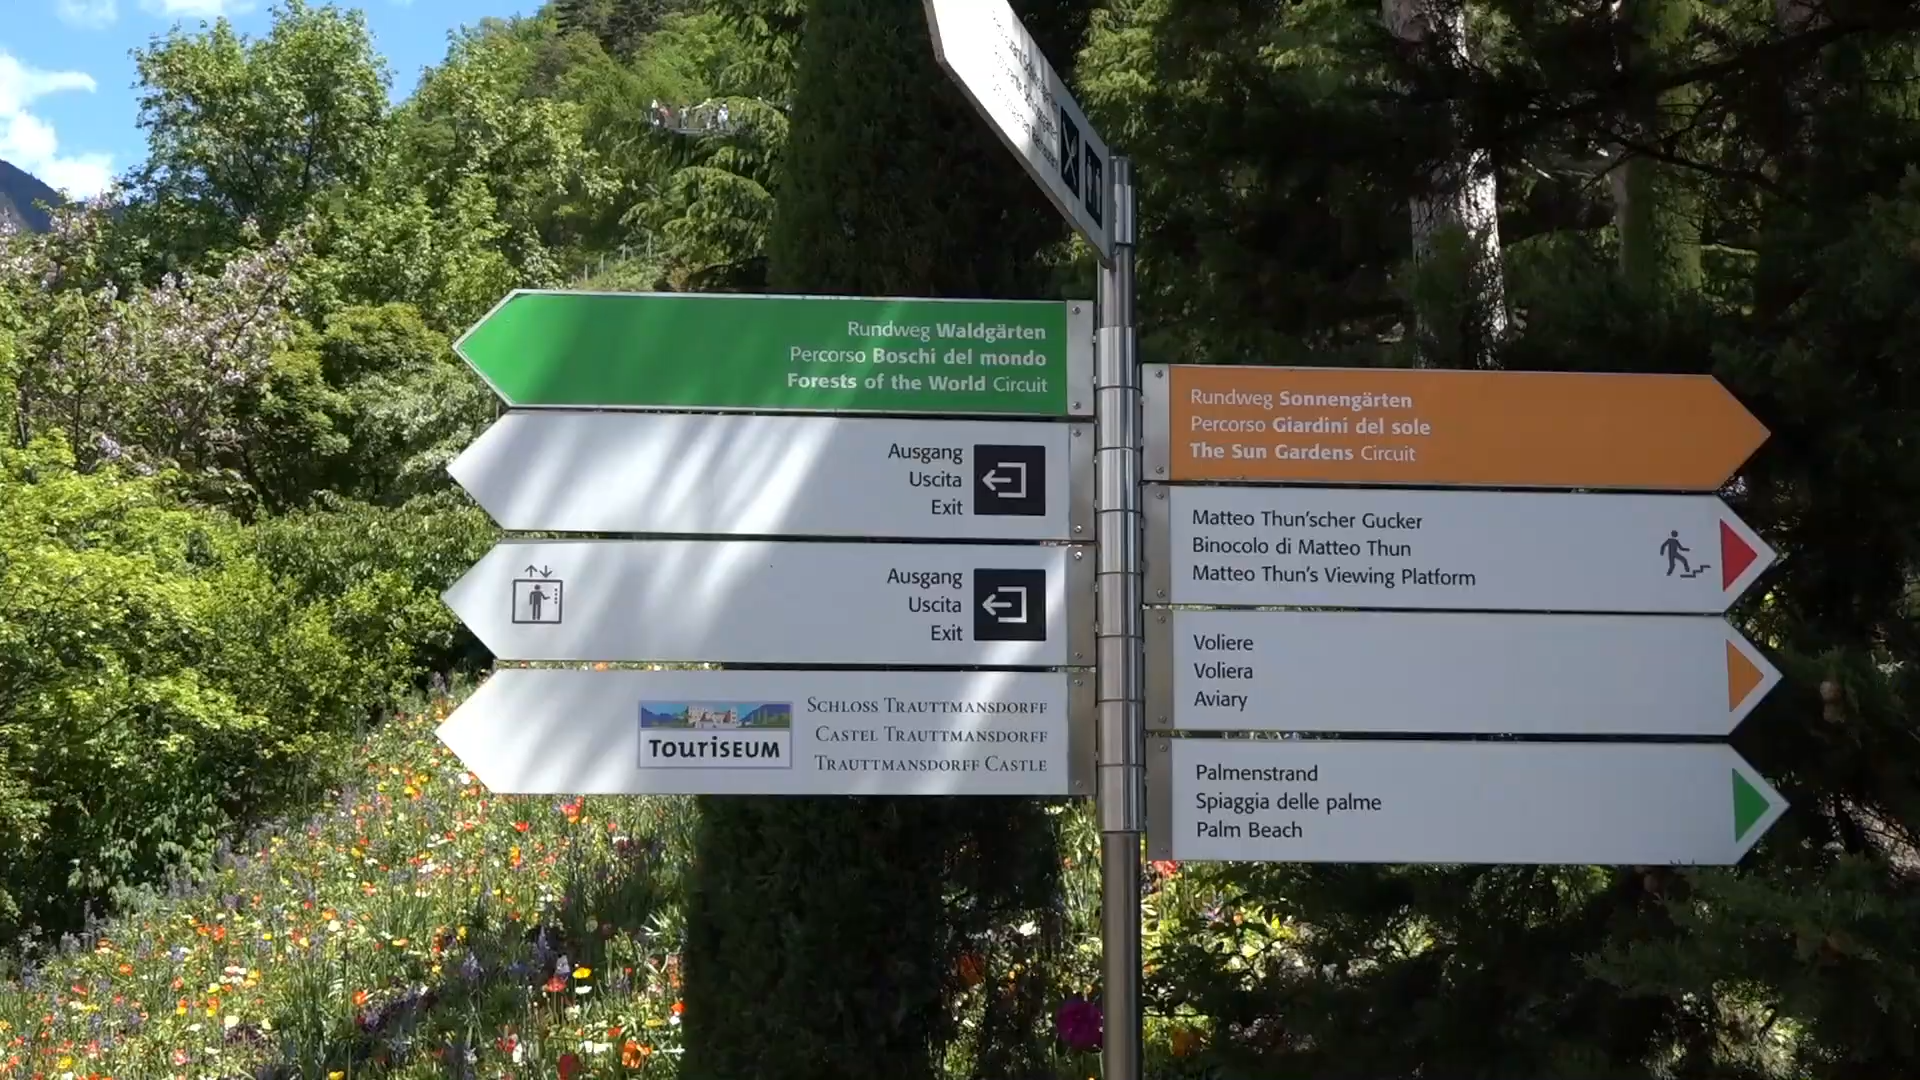 Rundweg Waldgärten
Percorso Boschi del mondo
Forests of the World Circuit
Ausgang
Uscita
Exit
Ausgang
Uscita
Exit
Touriseum
Schloss Trauttmansdorff
Castel Trauttmansdorff
Trauttmansdorff Castle
Rundweg Sonnengärten
Percorso Giardini del sole
The Sun Gardens Circuit
Matteo Thun'scher Gucker
Binocolo di Matteo Thun
Matteo Thun's Viewing Platform
Voliere
Voliera
Aviary
Palmenstrand
Spiaggia delle palme
Palm Beach